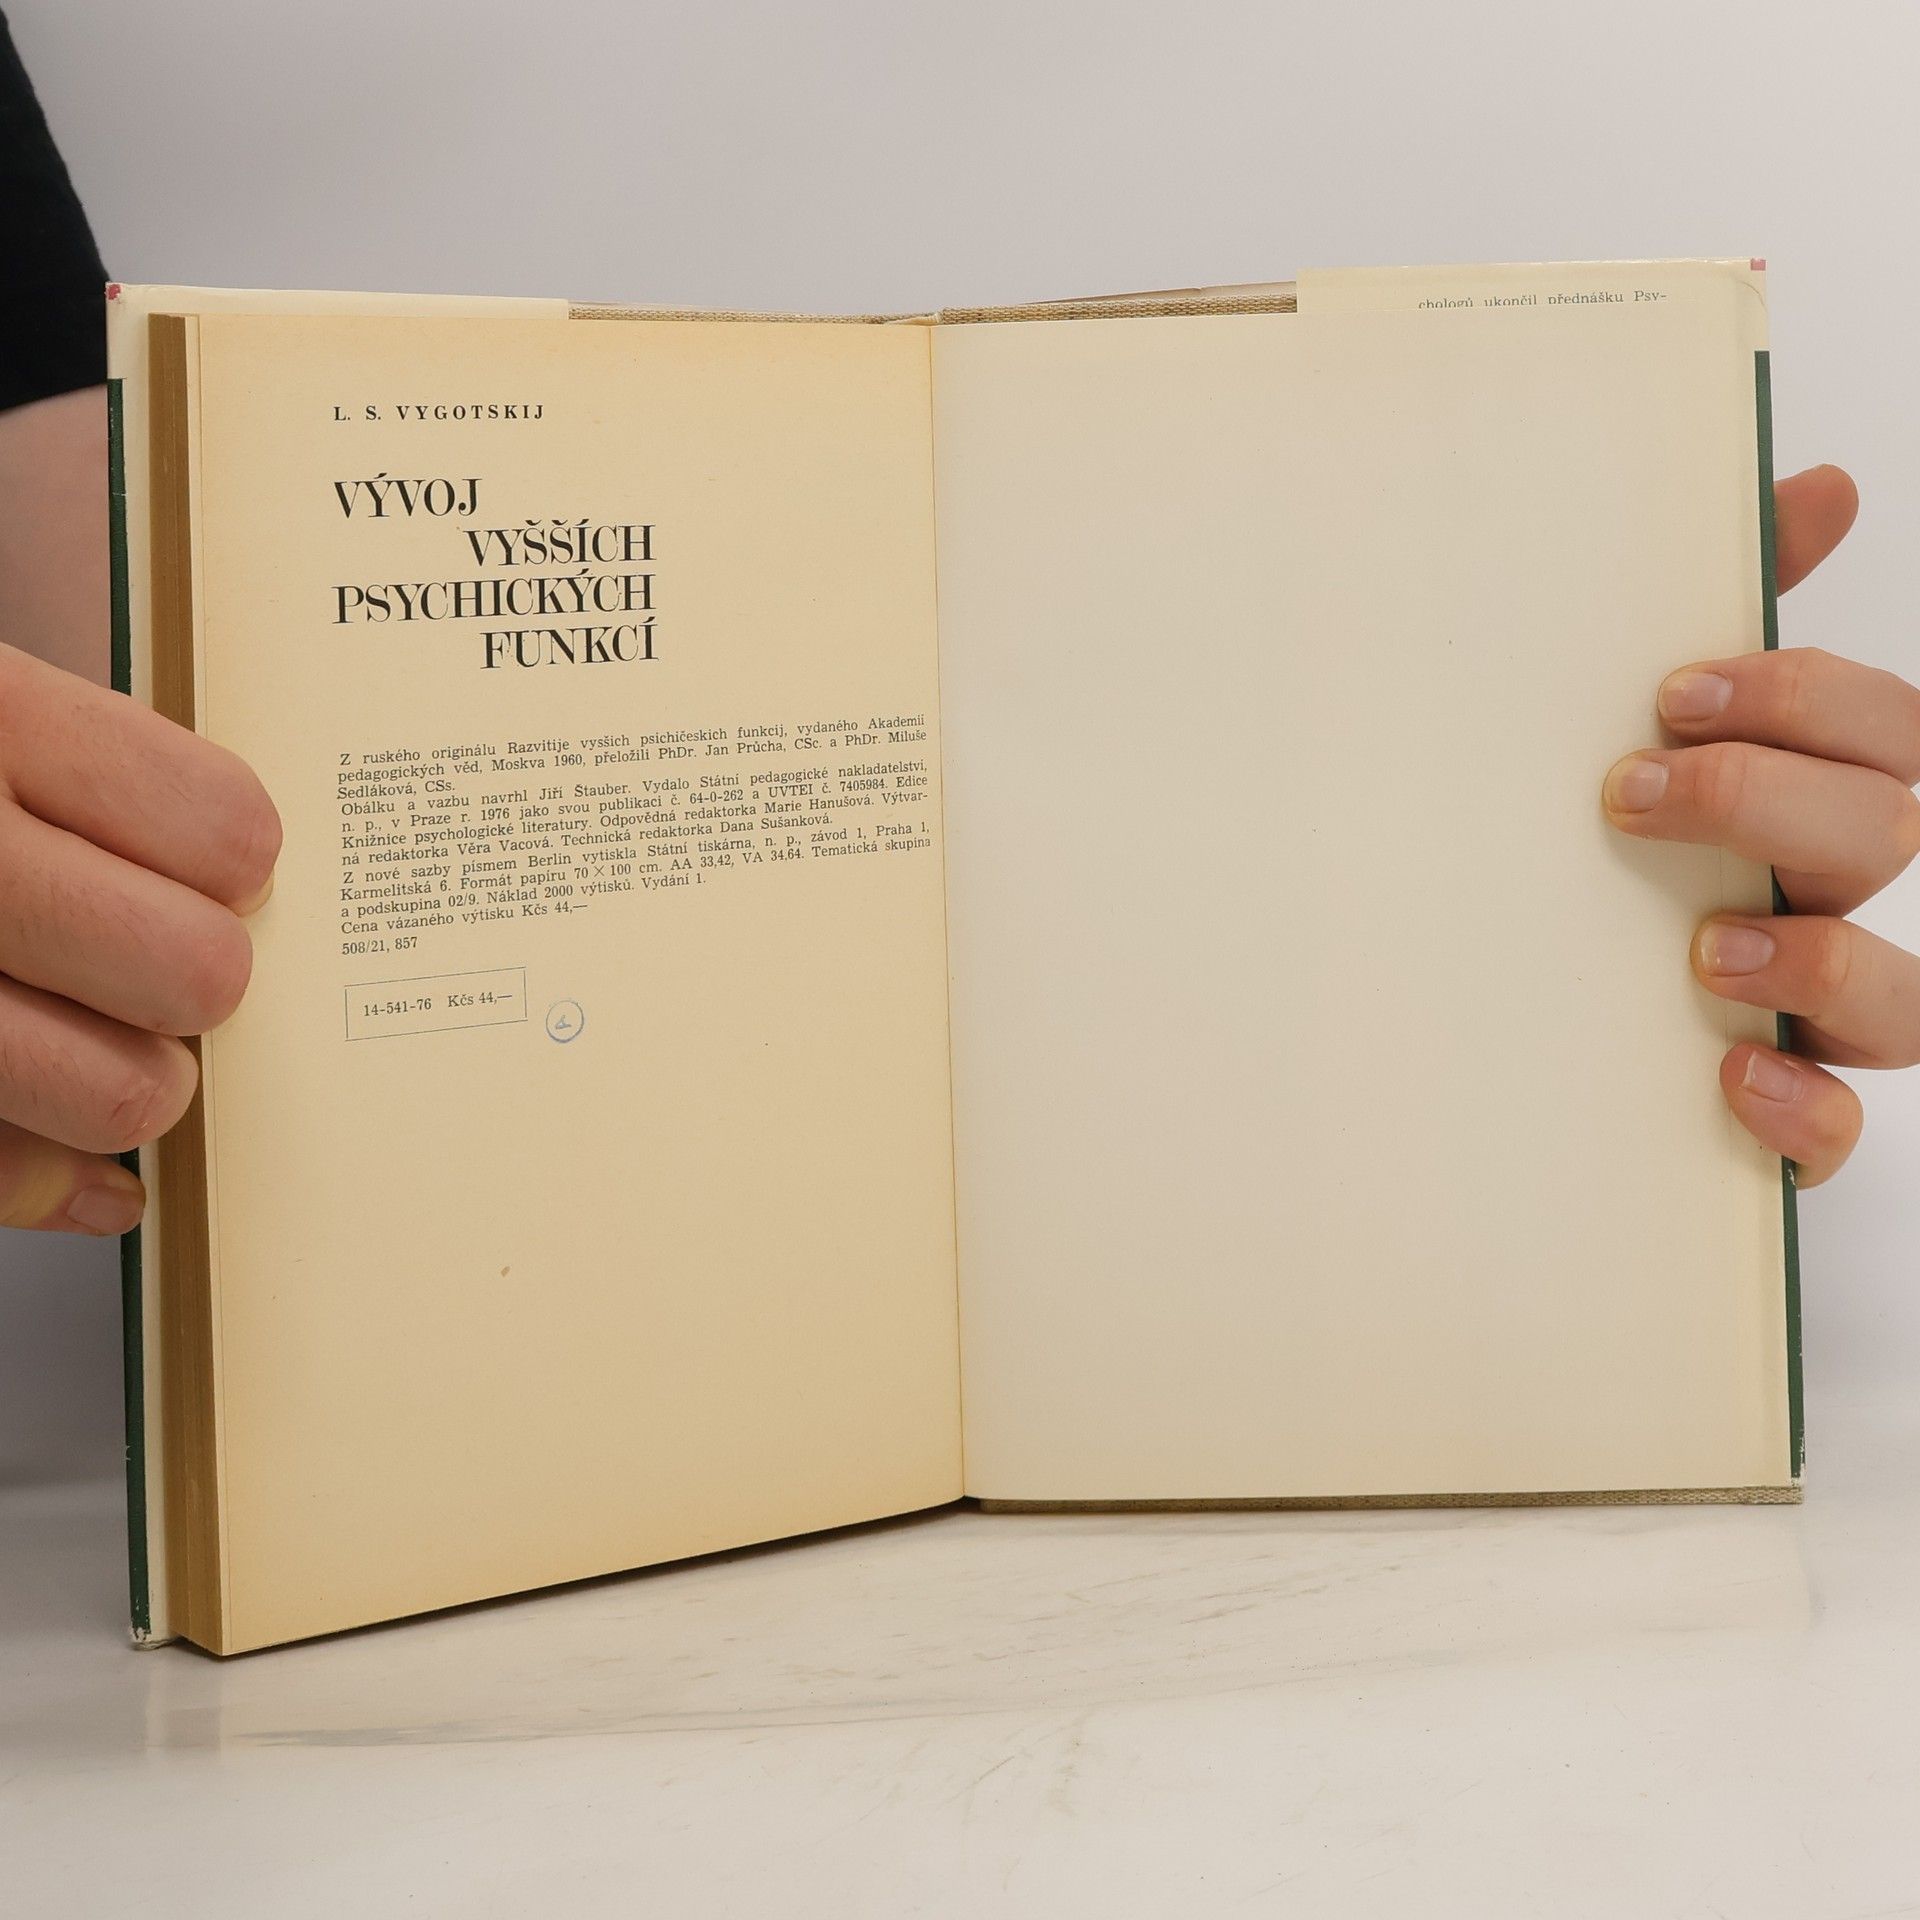 L. S. VYGOTSKIJ
VÝVOJ
VYŠŠÍCH
PSYCHICKÝCH
FUNKCÍ
Z ruského originálu Razvitije vysšich psichičeskich funkcij, vydaného Akademií
pedagogických věd, Moskva 1960, přeložili PhDr. Jan Průcha, CSc. a PhDr. Miluše
Sedláková, CSs.
Obálku a vazbu navrhl Jiří Štauber. Vydalo Státní pedagogické nakladatelství,
n. p., v Praze r. 1976 jako svou publikaci č. 64-0-262 a UVTEI č. 7405984. Edice
Knižnice psychologické literatury. Odpovědná redaktorka Marie Hanušová. Výtvar-
ná redaktorka Věra Vacová. Technická redaktorka Dana Sušanková.
Z nové sazby písmem Berlin vytiskla Státní tiskárna, n. p., závod 1, Praha 1,
Karmelitská 6. Formát papíru 70 × 100 cm. AA 33,42, VA 34,64. Tematická skupina
a podskupina 02/9. Náklad 2000 výtisků. Vydání 1.
Cena vázaného výtisku Kčs 44,—
508/21, 857
14-541-76 Kčs 44,—
chologů ukončil přednášku Psy-